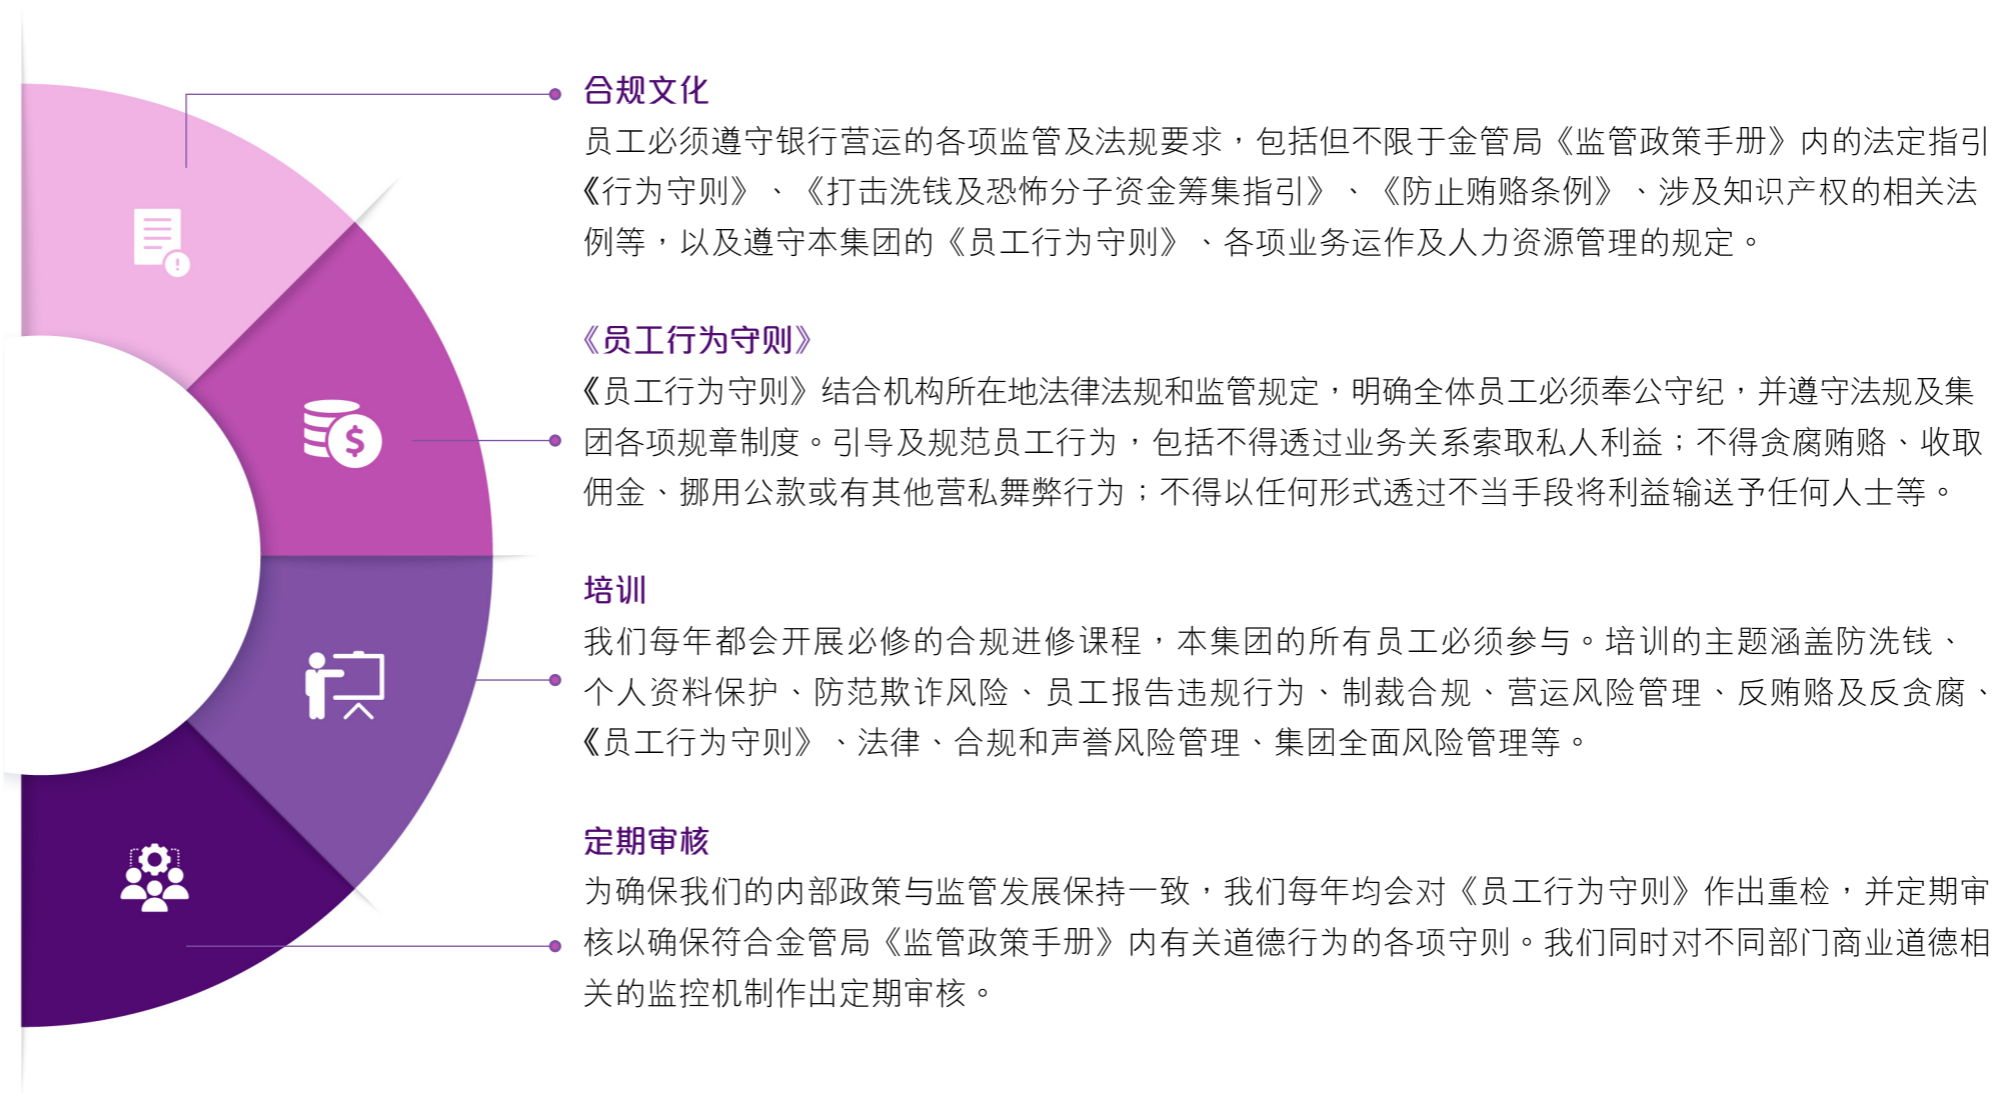 合规文化
员工必须遵守银行营运的各项监管及法规要求，包括但不限于金管局《监管政策手册》内的法定指引
《行为守则》、《打击洗钱及恐怖分子资金筹集指引》、《防止贿赂条例》、涉及知识产权的相关法
例等，以及遵守本集团的《员工行为守则》、各项业务运作及人力资源管理的规定。
《员工行为守则》
《员工行为守则》结合机构所在地法律法规和监管规定，明确全体员工必须奉公守纪，并遵守法规及集
团各项规章制度。引导及规范员工行为，包括不得透过业务关系索取私人利益；不得贪腐贿赂、收取
佣金、挪用公款或有其他营私舞弊行为；不得以任何形式透过不当手段将利益输送予任何人士等。
培训
我们每年都会开展必修的合规进修课程，本集团的所有员工必须参与。培训的主题涵盖防洗钱、
个人资料保护、防范欺诈风险、员工报告违规行为、制裁合规、营运风险管理、反贿赂及反贪腐、
《员工行为守则》、法律、合规和声誉风险管理、集团全面风险管理等。
定期审核
为确保我们的内部政策与监管发展保持一致，我们每年均会对《员工行为守则》作出重检，并定期审
核以确保符合金管局《监管政策手册》内有关道德行为的各项守则。我们同时对不同部门商业道德相
关的监控机制作出定期审核。